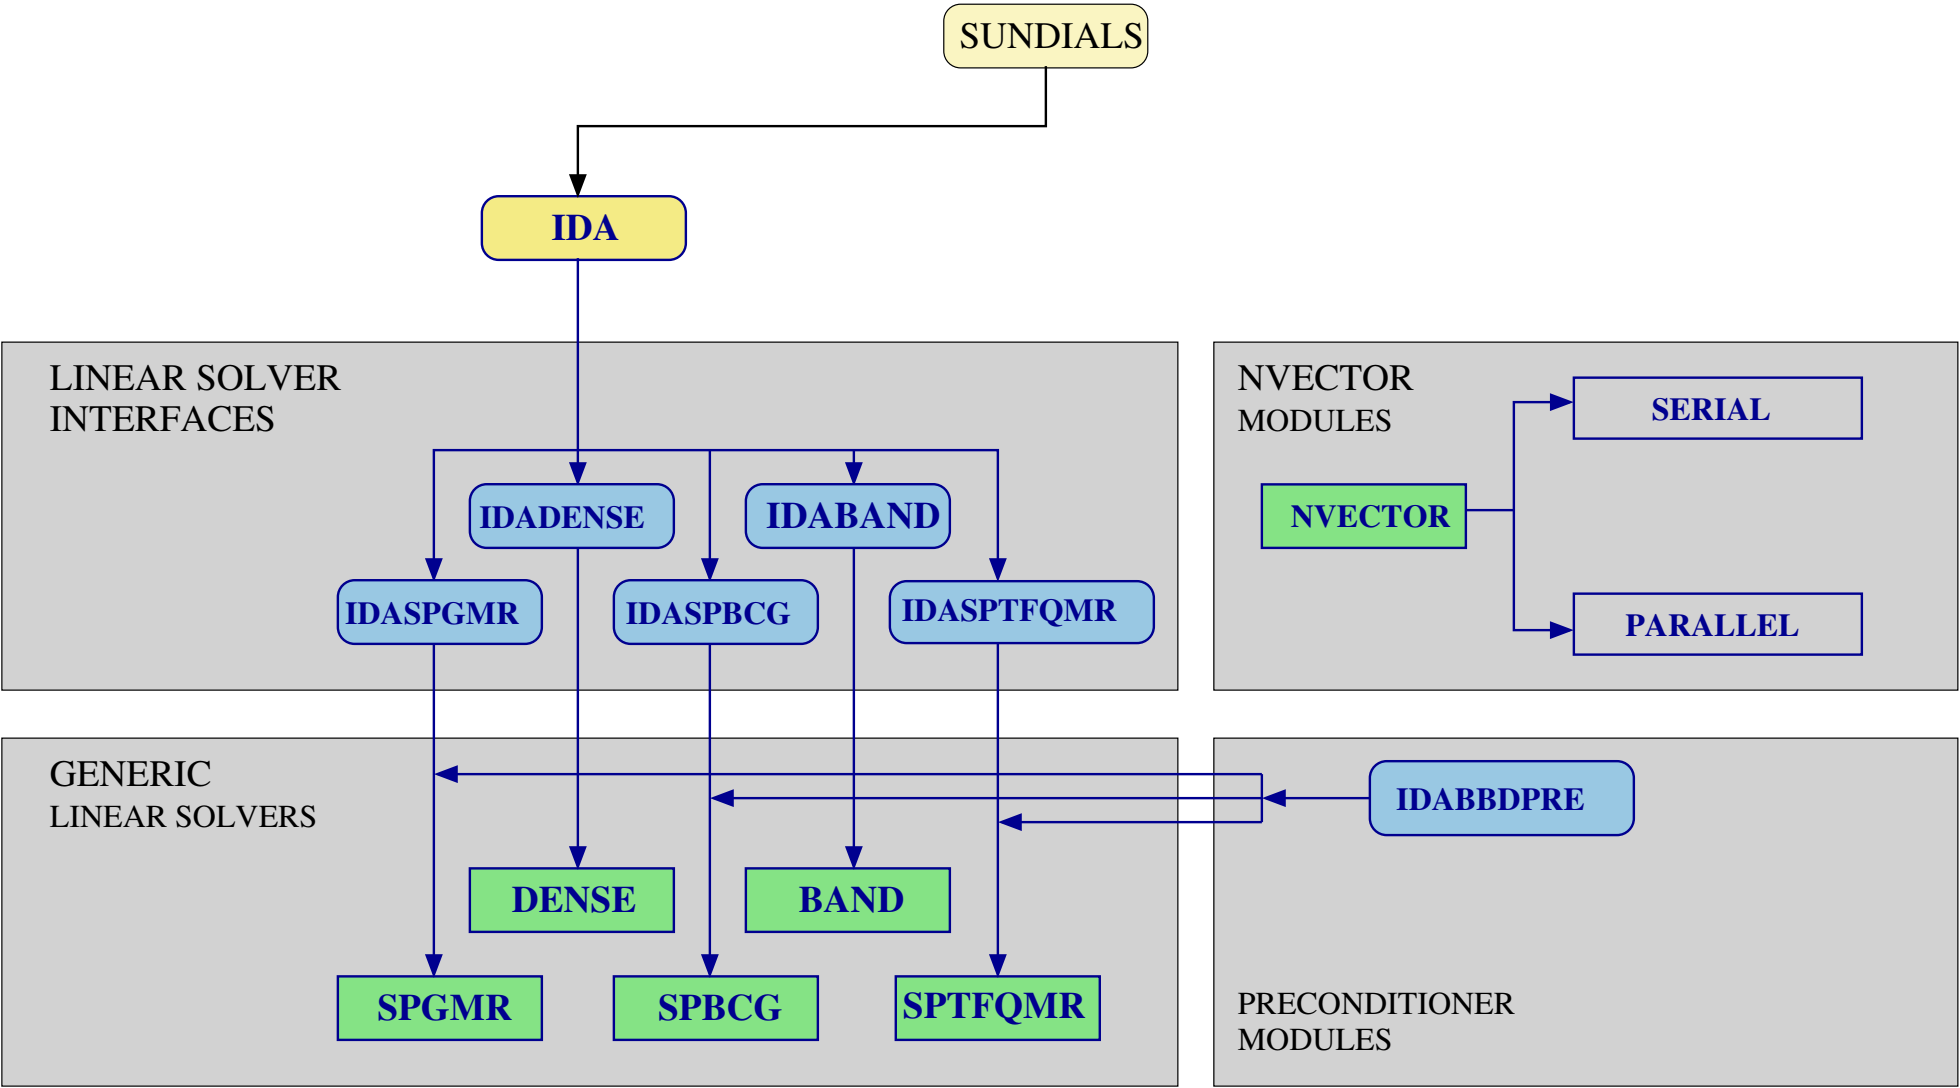 SUNDIALS
IDA
LINEAR SOLVER
INTERFACES
IDADENSE
IDABAND
IDASPGMR
IDASPBCG
IDASPTFQMR
NVECTOR
MODULES
SERIAL
NVECTOR
PARALLEL
GENERIC
LINEAR SOLVERS
DENSE
BAND
SPGMR
SPBCG
SPTFQMR
IDABBDPRE
PRECONDITIONER
MODULES